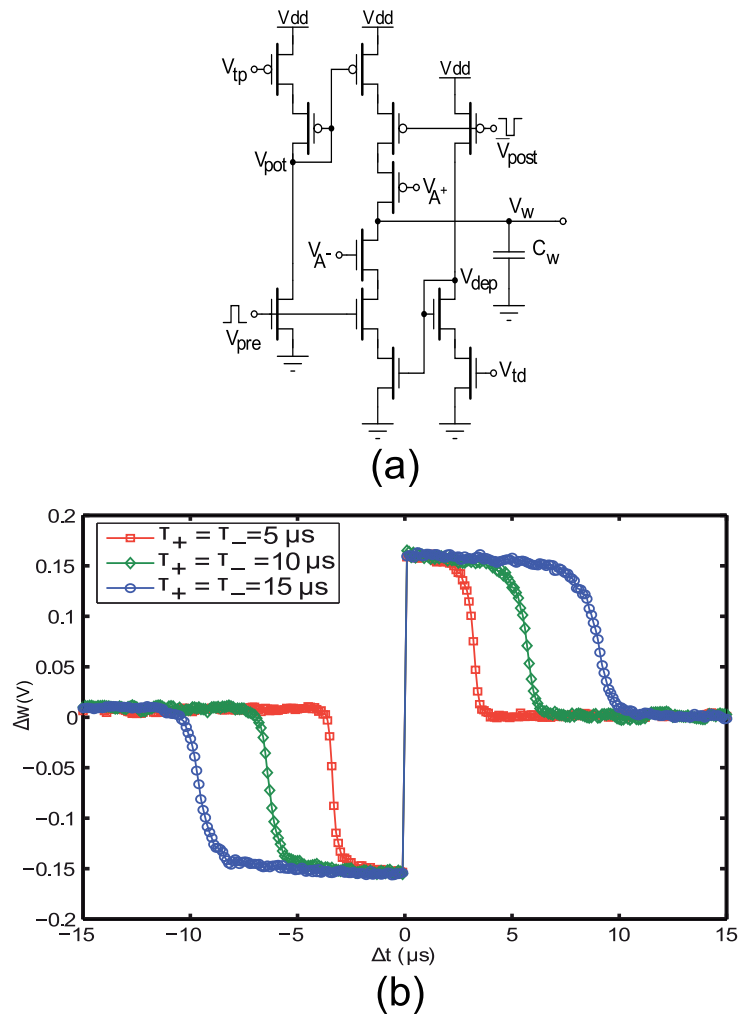 Vdd Vdd
Vdd
Vtp
Vpot
V̅post
VA+
Vw
VA-
Cw
Vdep
Vpre
Vtd
(a)
0.2
0.15
0.1
0.05
0
−0.05
−0.1
−0.15
−0.2
Δw(V)
τ+ = τ−=5 μs
τ+ = τ− =10 μs
τ+ = τ−=15 μs
−15 −10 −5 0 5 10 15
Δt (μs)
(b)